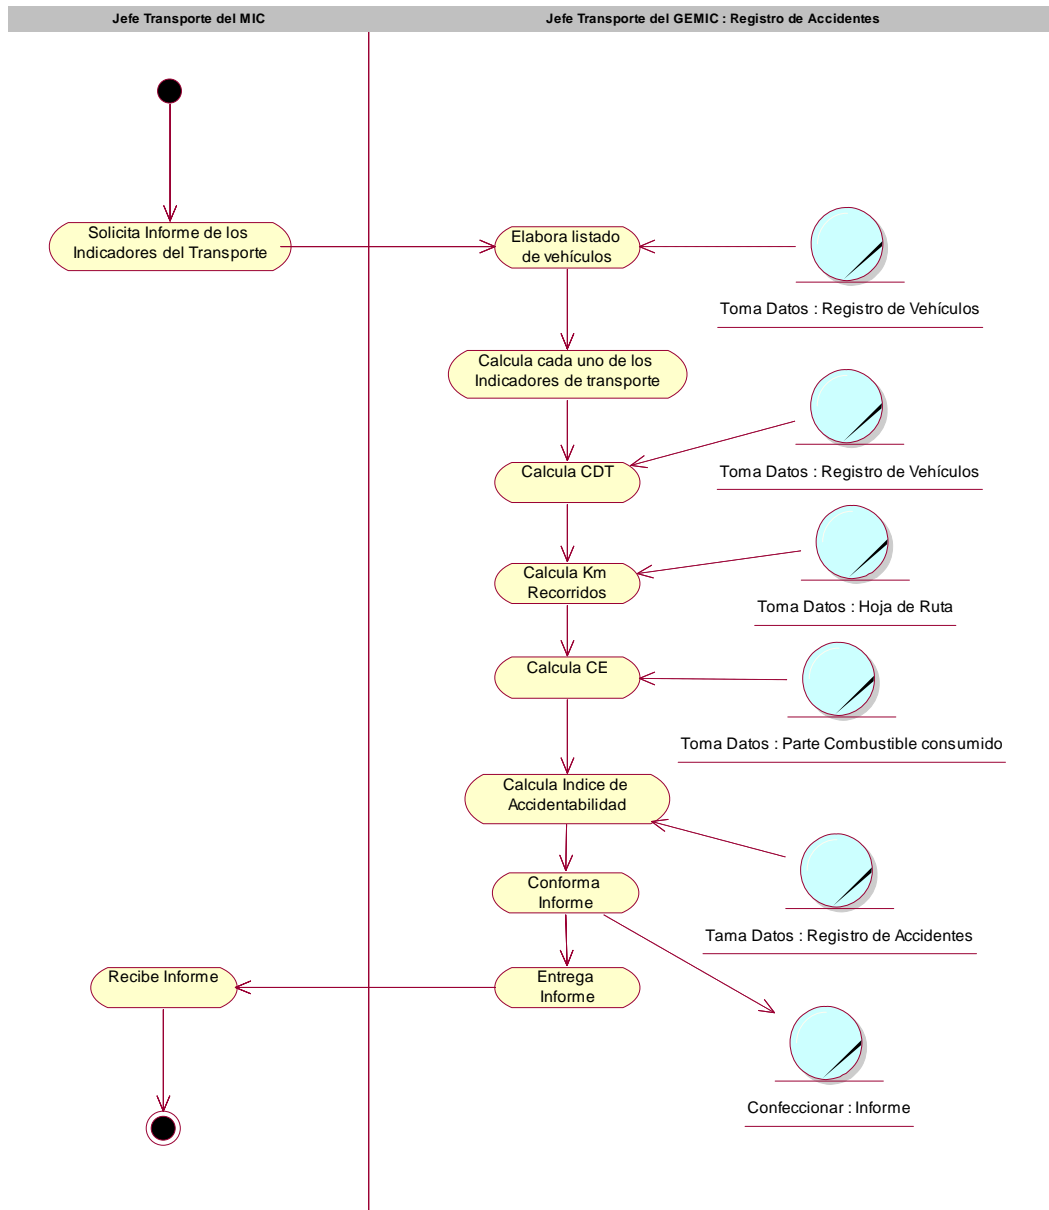 Jefe Transporte del MIC
Jefe Transporte del GEMIC : Registro de Accidentes
Solicita Informe de los
Indicadores del Transporte
Elabora listado
de vehículos
Toma Datos : Registro de Vehículos
Calcula cada uno de los
Indicadores de transporte
Calcula CDT
Toma Datos : Registro de Vehículos
Calcula Km
Recorridos
Toma Datos : Hoja de Ruta
Calcula CE
Toma Datos : Parte Combustible consumido
Calcula Indice de
Accidentabilidad
Conforma
Informe
Tama Datos : Registro de Accidentes
Recibe Informe
Entrega
Informe
Confeccionar : Informe